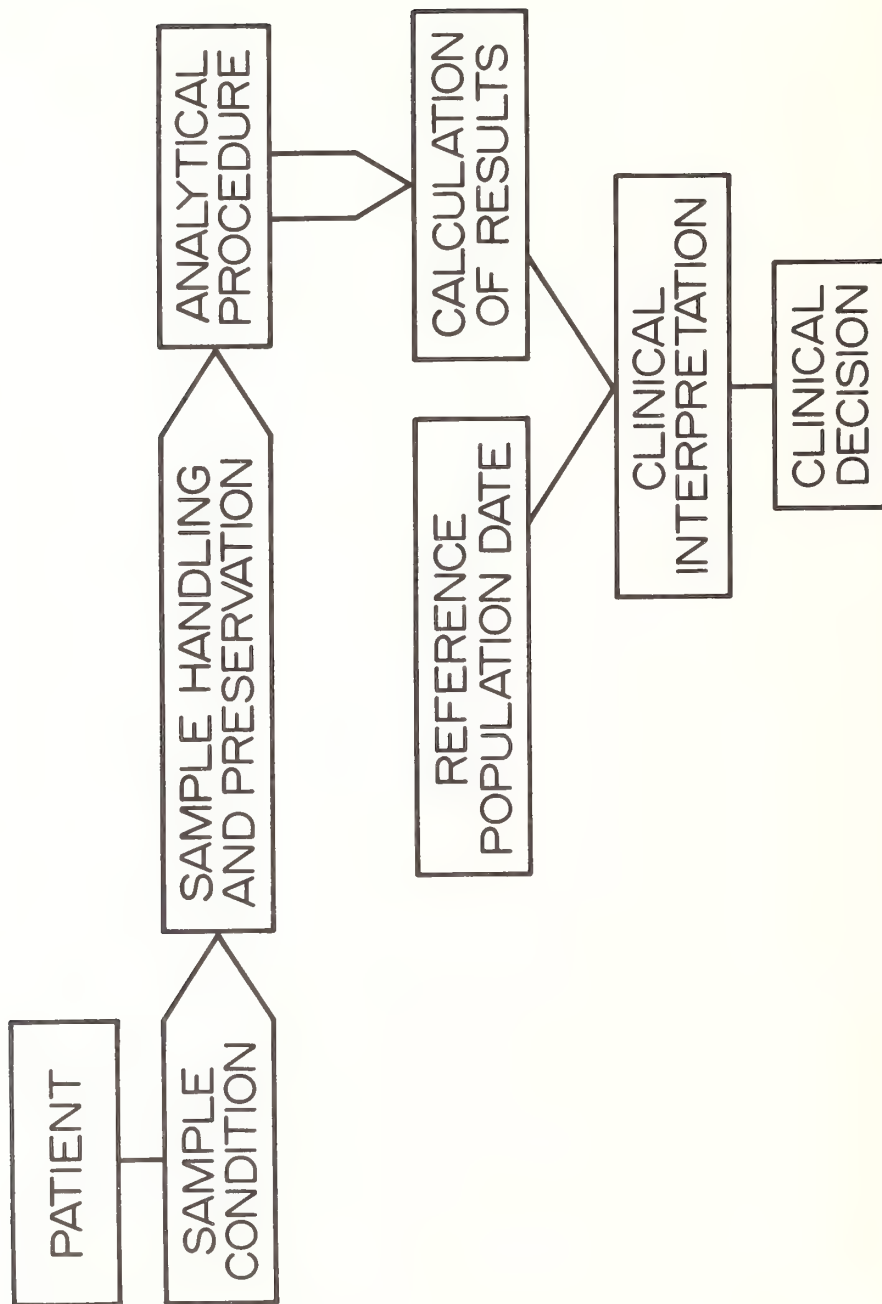 PATIENT
SAMPLE
CONDITION
SAMPLE HANDLING
AND PRESERVATION
ANALYTICAL
PROCEDURE
REFERENCE
POPULATION DATE
CALCULATION
OF RESULTS
CLINICAL
INTERPRETATION
CLINICAL
DECISION